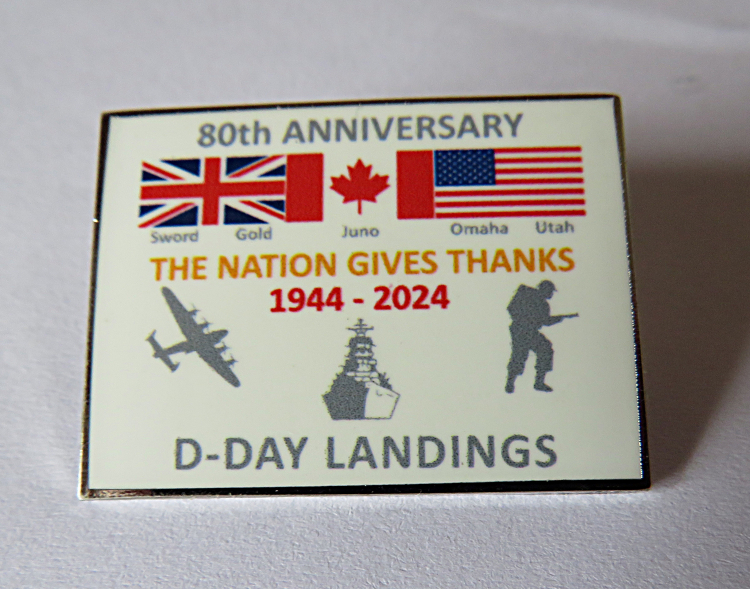 80th ANNIVERSARY
Sword Gold Juno Omaha Utah
THE NATION GIVES THANKS
1944 - 2024
D-DAY LANDINGS